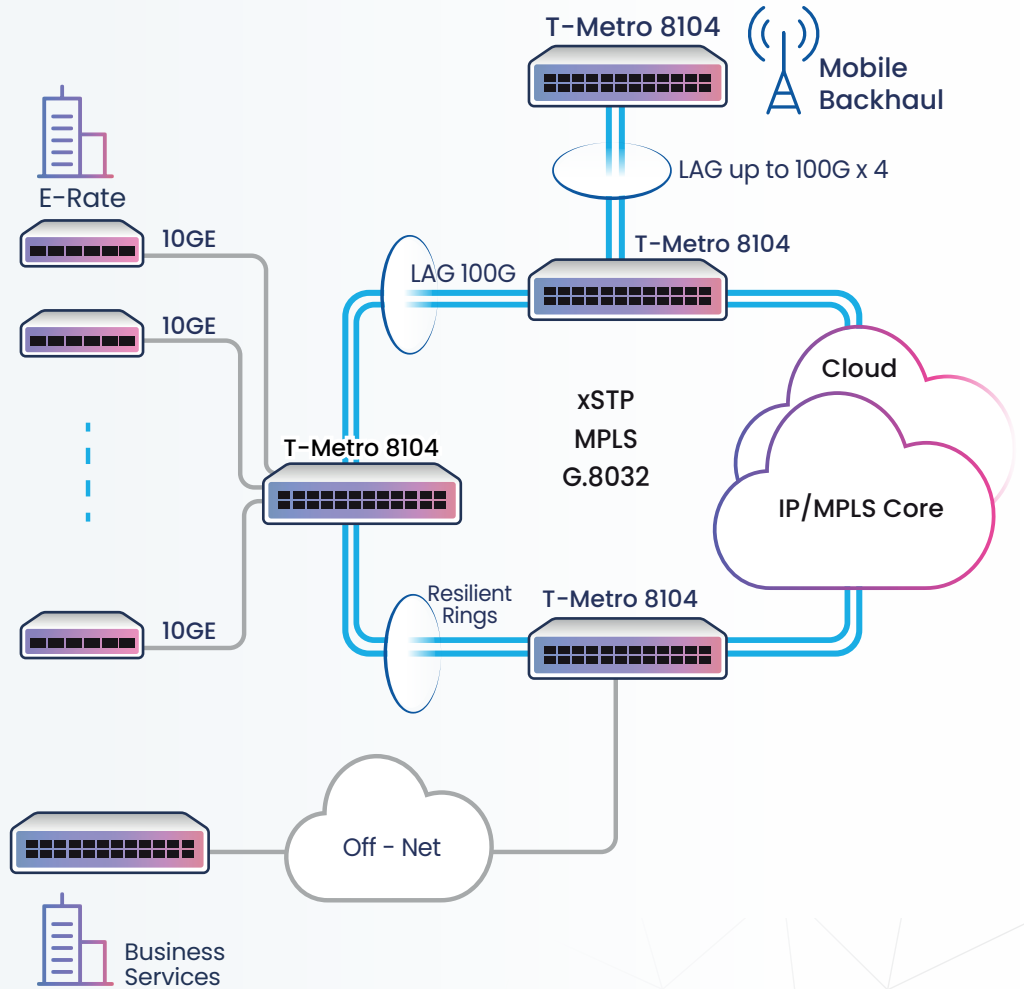 T-Metro 8104
Mobile
Backhaul
LAG up to 100G x 4
E-Rate
10GE
T-Metro 8104
LAG 100G
10GE
Cloud
xSTP
MPLS
G.8032
T-Metro 8104
IP/MPLS Core
Resilient
Rings
T-Metro 8104
10GE
Off - Net
Business
Services